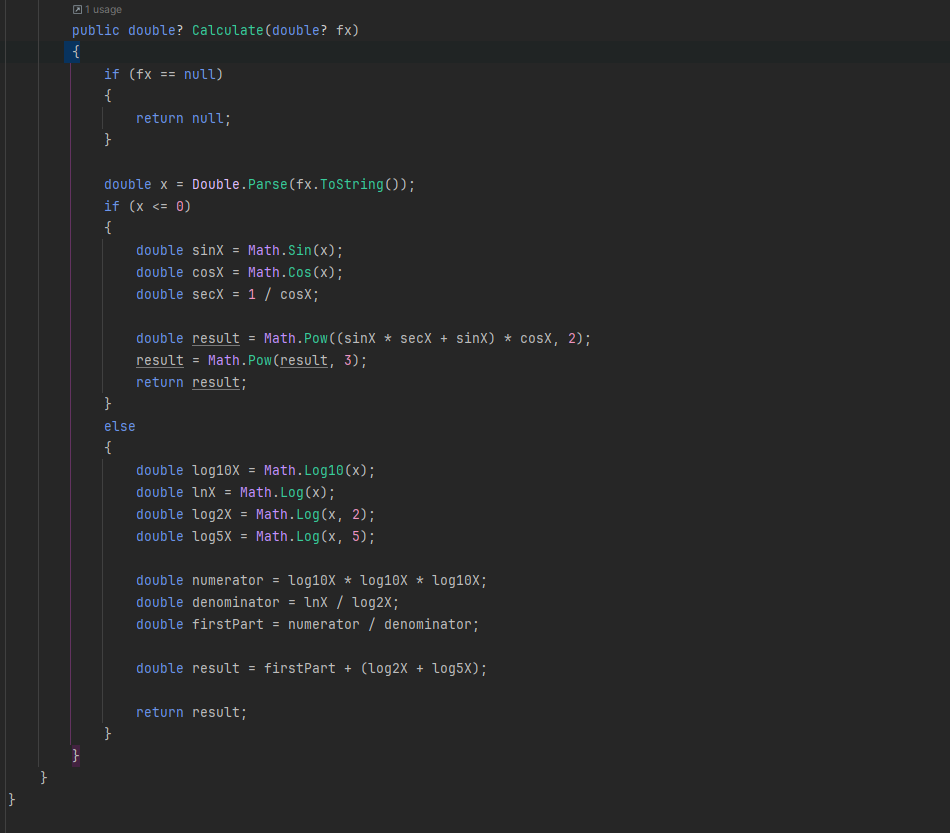 1 usage
public double? Calculate(double? fx)
{
if (fx == null)
{
return null;
}
double x = Double.Parse(fx.ToString());
if (x <= 0)
{
double sinX = Math.Sin(x);
double cosX = Math.Cos(x);
double secX = 1 / cosX;
double result = Math.Pow((sinX * secX + sinX) * cosX, 2);
result = Math.Pow(result, 3);
return result;
}
else
{
double log10X = Math.Log10(x);
double lnX = Math.Log(x);
double log2X = Math.Log(x, 2);
double log5X = Math.Log(x, 5);
double numerator = log10X * log10X * log10X;
double denominator = lnX / log2X;
double firstPart = numerator / denominator;
double result = firstPart + (log2X + log5X);
return result;
}
}
}
}